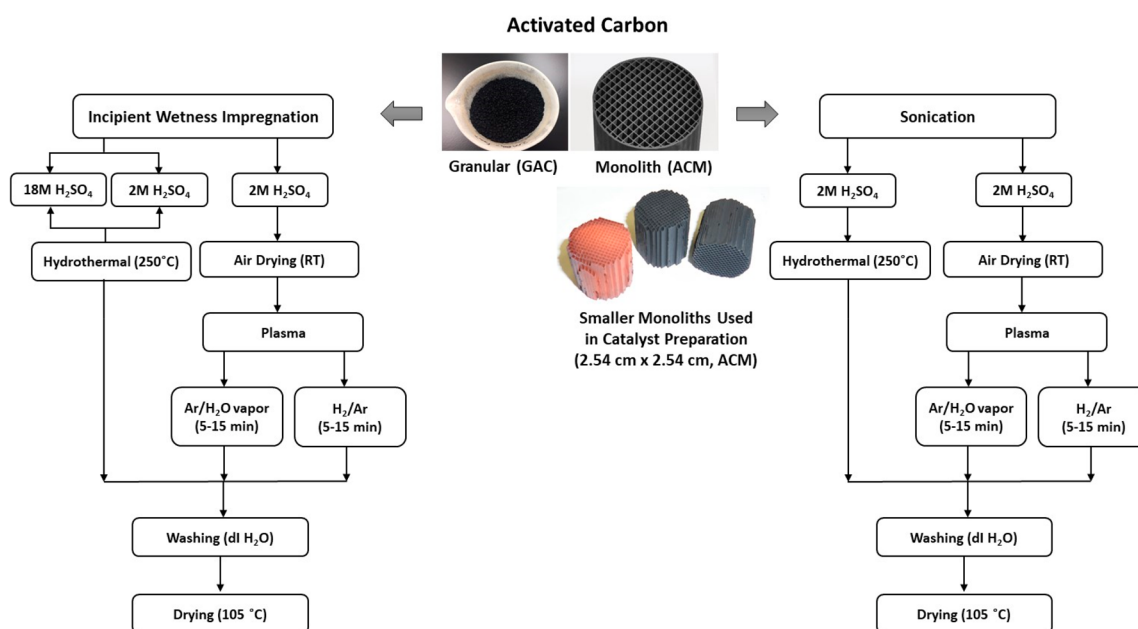 Activated Carbon
Granular (GAC)
Monolith (ACM)
Smaller Monoliths Used
in Catalyst Preparation
(2.54 cm x 2.54 cm, ACM)
Incipient Wetness Impregnation
18M H₂SO₄
2M H₂SO₄
2M H₂SO₄
Hydrothermal (250˚C)
Air Drying (RT)
Plasma
Ar/H₂O vapor
(5-15 min)
H₂/Ar
(5-15 min)
Washing (dI H₂O)
Drying (105 ˚C)
Sonication
2M H₂SO₄
2M H₂SO₄
Hydrothermal (250˚C)
Air Drying (RT)
Plasma
Ar/H₂O vapor
(5-15 min)
H₂/Ar
(5-15 min)
Washing (dI H₂O)
Drying (105 ˚C)